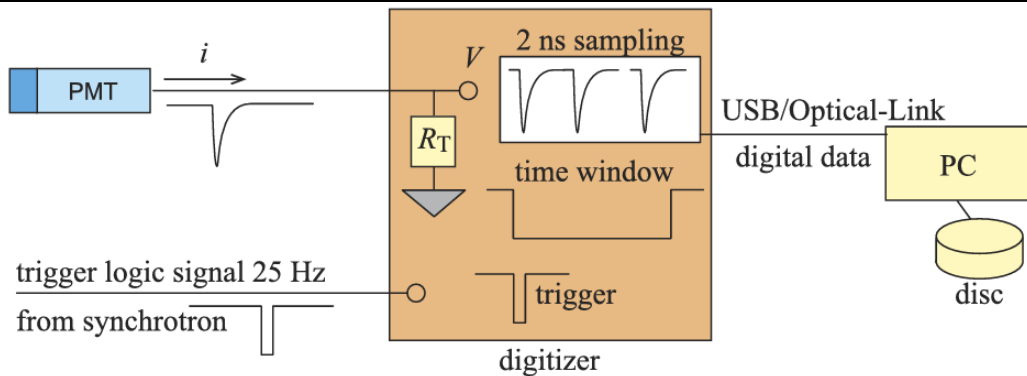 i
PMT
V
2 ns sampling
R_T
time window
USB/Optical-Link
digital data
PC
disc
trigger logic signal 25 Hz
from synchrotron
trigger
digitizer